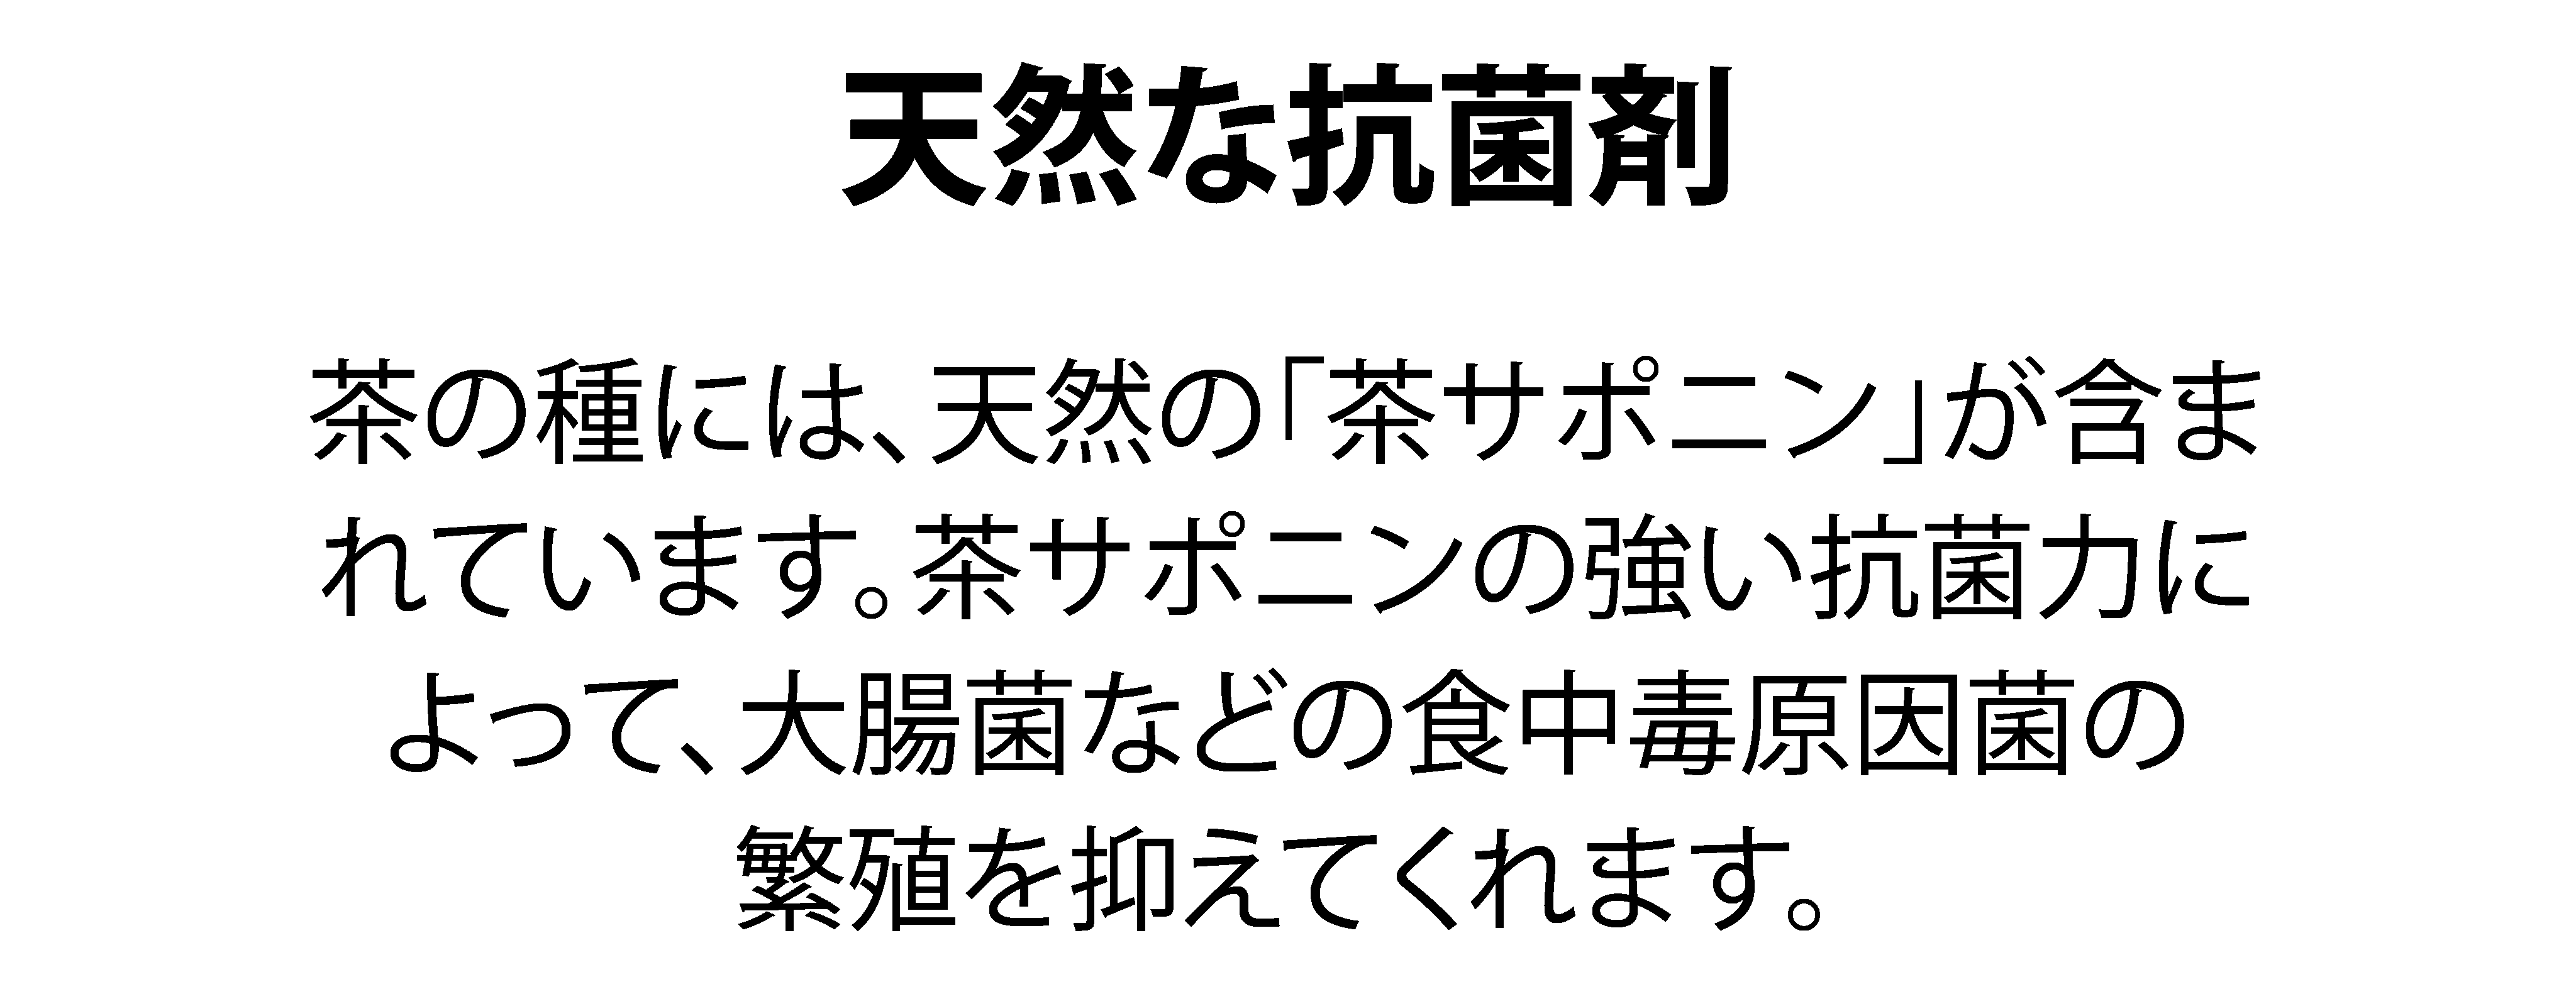 天然な抗菌剤
茶の種には、天然の「茶サポニン」が含ま
れています。茶サポニンの強い抗菌力に
よって、大腸菌などの食中毒原因菌の
繁殖を抑えてくれます。